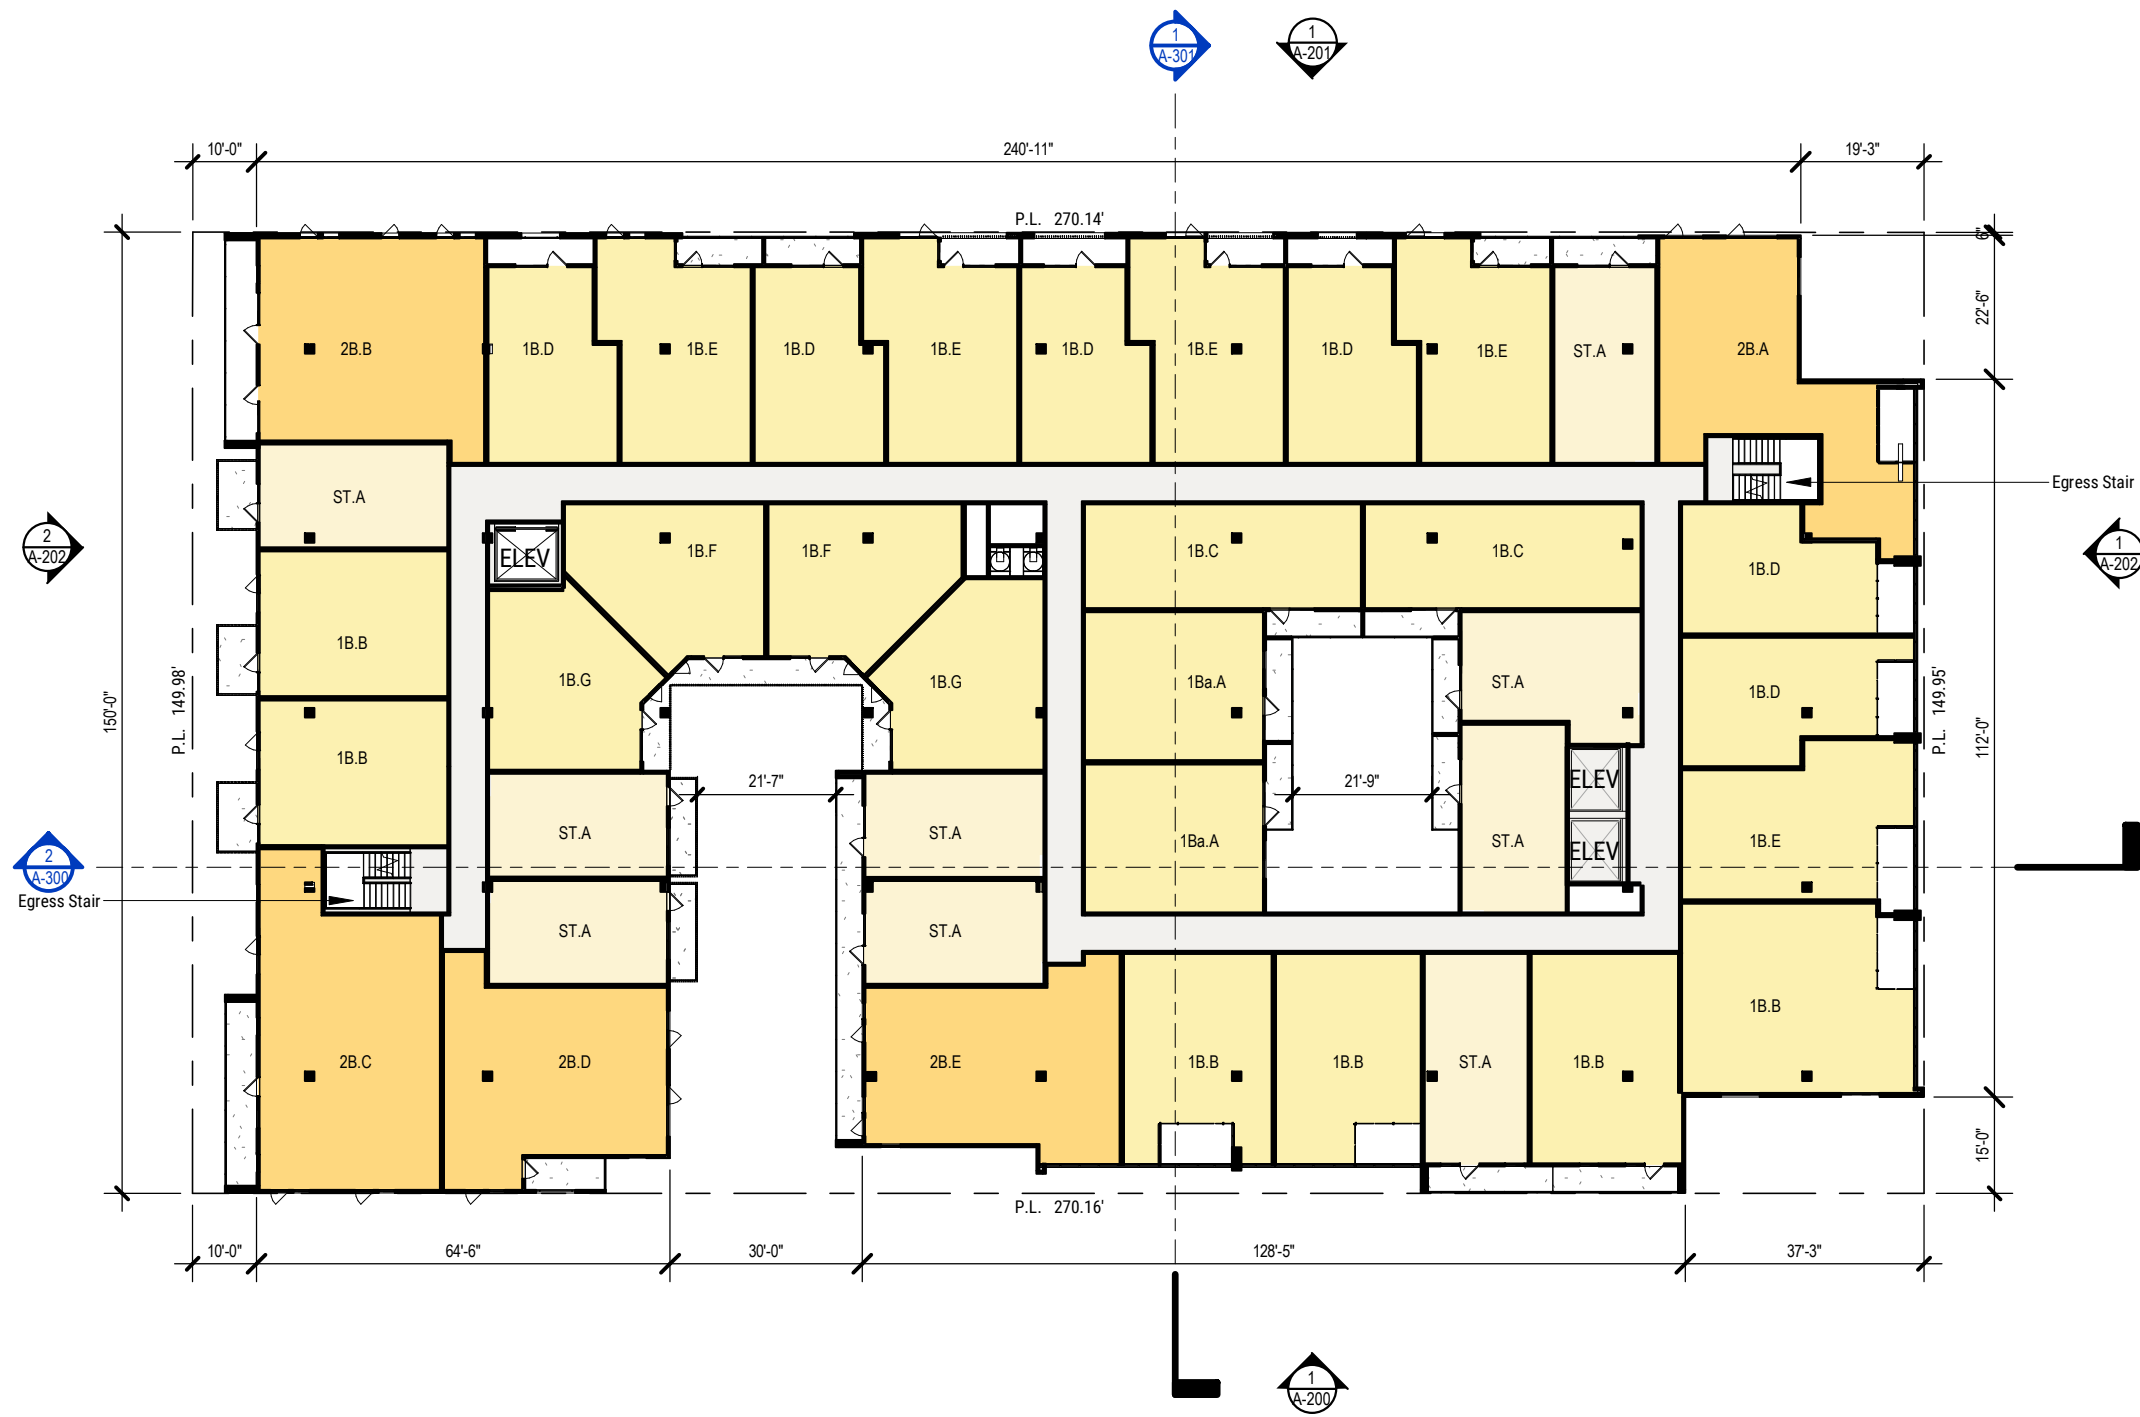 1
A-301
1
A-201
10'-0"
240'-11"
19'-3"
P.L. 270.14'
6"
22'-6"
2B.B
1B.D
1B.E
1B.D
1B.E
1B.D
1B.E
1B.D
1B.E
ST.A
2B.A
Egress Stair
ST.A
ELEV
1B.F
1B.F
1B.C
1B.C
1B.D
2
A-202
1
A-202
1B.B
1B.G
1B.G
1Ba.A
ST.A
1B.D
150'-0"
P.L. 149.98'
P.L. 149.95'
112'-0"
1B.B
21'-7"
21'-9"
ELEV
ST.A
ST.A
1Ba.A
ST.A
ELEV
1B.E
2
A-300
Egress Stair
ST.A
ST.A
1B.B
2B.C
2B.D
2B.E
1B.B
1B.B
ST.A
1B.B
15'-0"
P.L. 270.16'
10'-0"
64'-6"
30'-0"
128'-5"
37'-3"
1
A-200